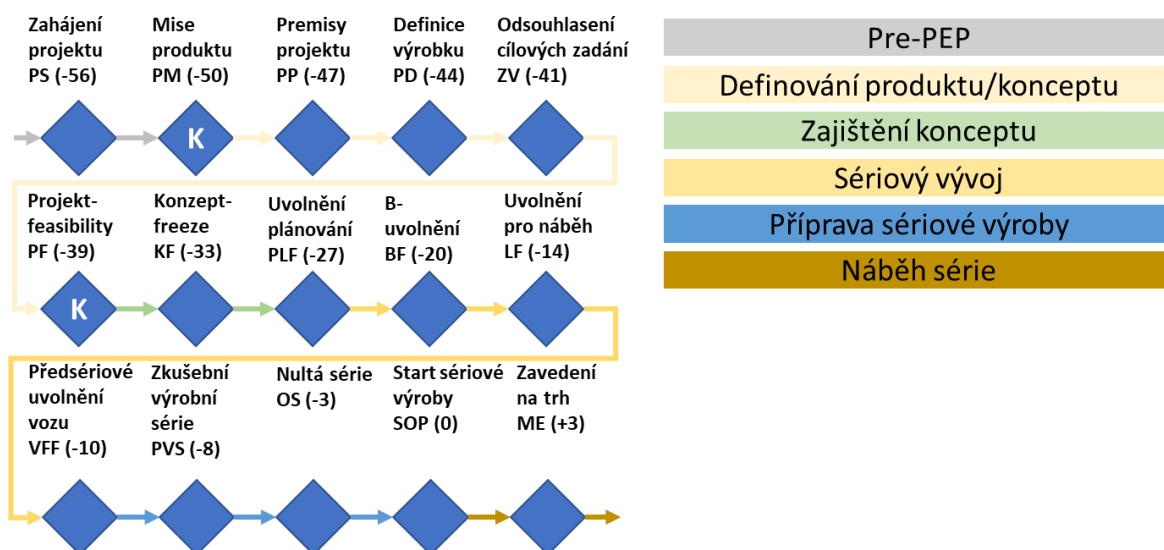 Zahájení
projektu
PS (-56)
Mise
produktu
PM (-50)
Premisy
projektu
PP (-47)
Definice
výrobku
PD (-44)
Odsouhlasení
cílových zadání
ZV (-41)
K
Projekt-
feasibility
PF (-39)
Konzept-
freeze
KF (-33)
Uvolnění
plánování
PLF (-27)
B-
uvolnění
BF (-20)
Uvolnění
pro náběh
LF (-14)
K
Předsériové
uvolnění
vozu
VFF (-10)
Zkušební
výrobní
série
PVS (-8)
Nultá série
OS (-3)
Start sériové
výroby
SOP (0)
Zavedení
na trh
ME (+3)
Pre-PEP
Definování produktu/konceptu
Zajištění konceptu
Sériový vývoj
Příprava sériové výroby
Náběh série